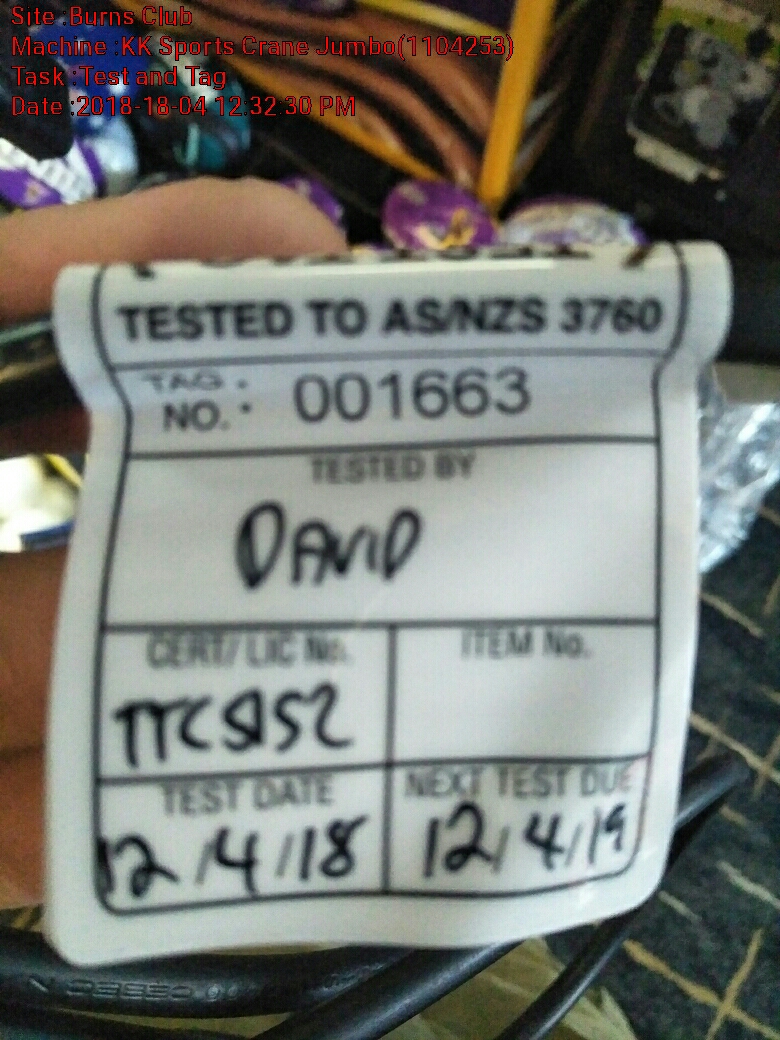 Site :Burns Club
Machine :KK Sports Crane Jumbo(1104253)
Task :Test and Tag
Date :2018-18-04 12:32:30 PM
TESTED TO AS/NZS 3760
TAG
NO. 001663
TESTED BY
DAVID
CERT/LIC No. ITEM No.
TEST DATE NEXT TEST DUE
12/4/18 12/4/19